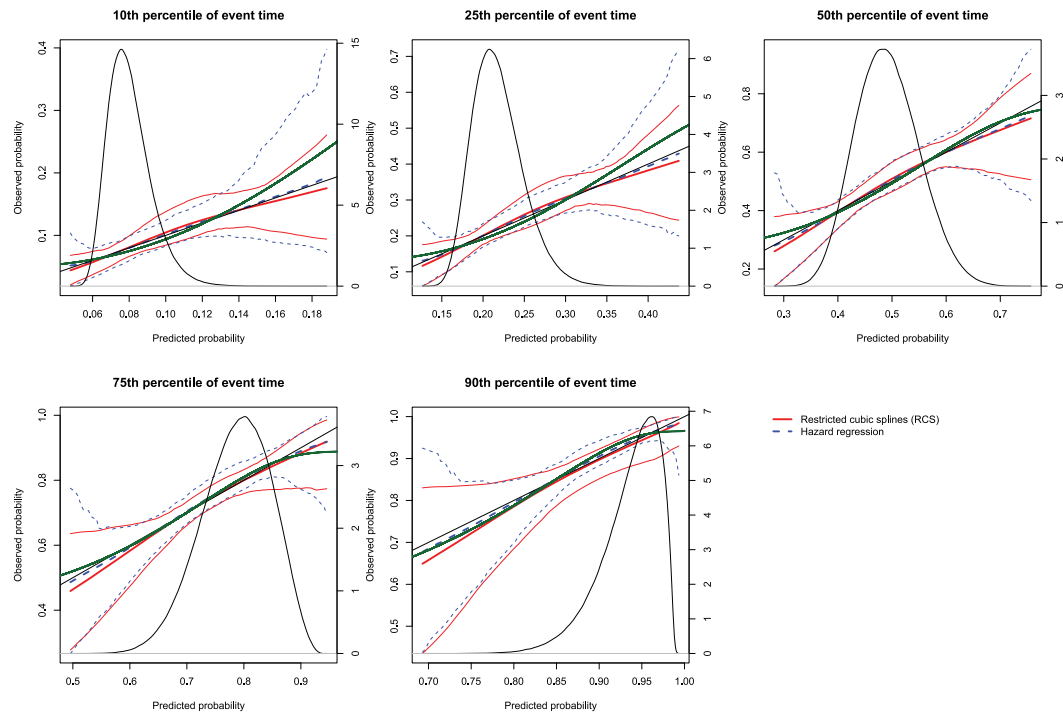 10th percentile of event time
0.4
0.3
0.2
0.1
Observed probability
0.06 0.08 0.10 0.12 0.14 0.16 0.18
Predicted probability
15
10
5
0
25th percentile of event time
0.7
0.6
0.5
0.4
0.3
0.2
0.1
Observed probability
0.15 0.20 0.25 0.30 0.35 0.40
Predicted probability
6
5
4
3
2
1
0
50th percentile of event time
0.8
0.6
0.4
0.2
Observed probability
0.3 0.4 0.5 0.6 0.7
Predicted probability
3
2
1
0
75th percentile of event time
1.0
0.8
0.6
0.4
Observed probability
0.5 0.6 0.7 0.8 0.9
Predicted probability
3
2
1
0
90th percentile of event time
1.0
0.9
0.8
0.7
0.6
0.5
Observed probability
0.70 0.75 0.80 0.85 0.90 0.95 1.00
Predicted probability
7
6
5
4
3
2
1
0
Restricted cubic splines (RCS)
Hazard regression